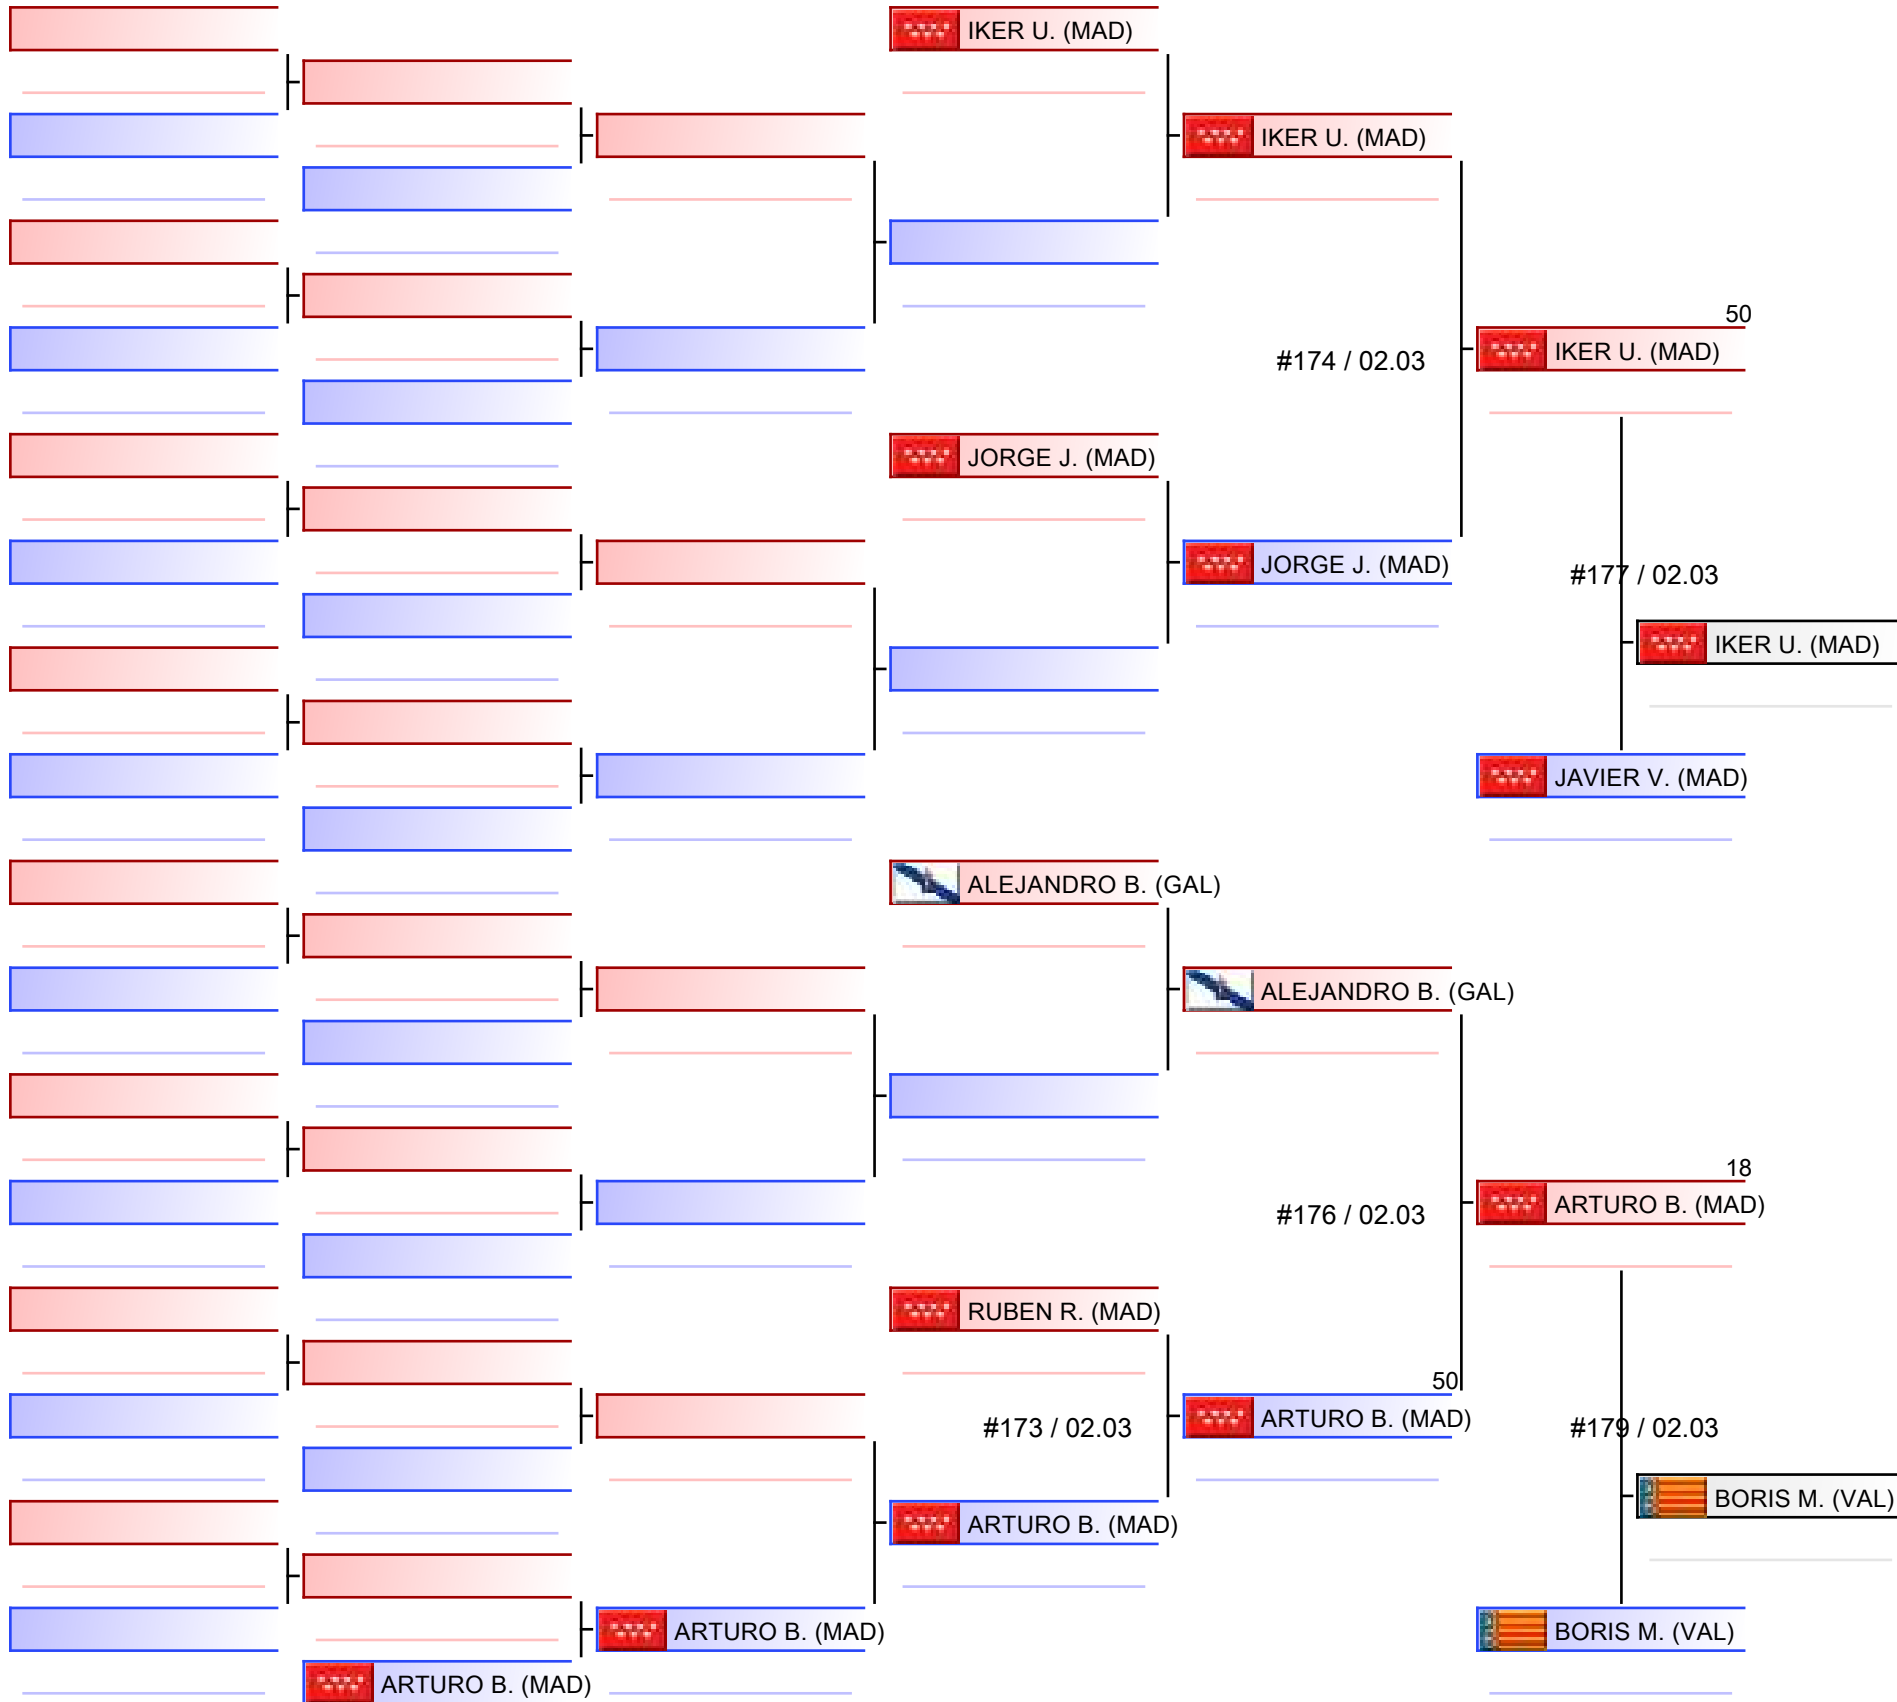 IKER U. (MAD)
IKER U. (MAD)
50
#174 / 02.03
IKER U. (MAD)
JORGE J. (MAD)
JORGE J. (MAD)
#177 / 02.03
IKER U. (MAD)
JAVIER V. (MAD)
ALEJANDRO B. (GAL)
ALEJANDRO B. (GAL)
18
#176 / 02.03
ARTURO B. (MAD)
RUBEN R. (MAD)
50
#173 / 02.03
ARTURO B. (MAD)
#179 / 02.03
BORIS M. (VAL)
ARTURO B. (MAD)
ARTURO B. (MAD)
BORIS M. (VAL)
ARTURO B. (MAD)